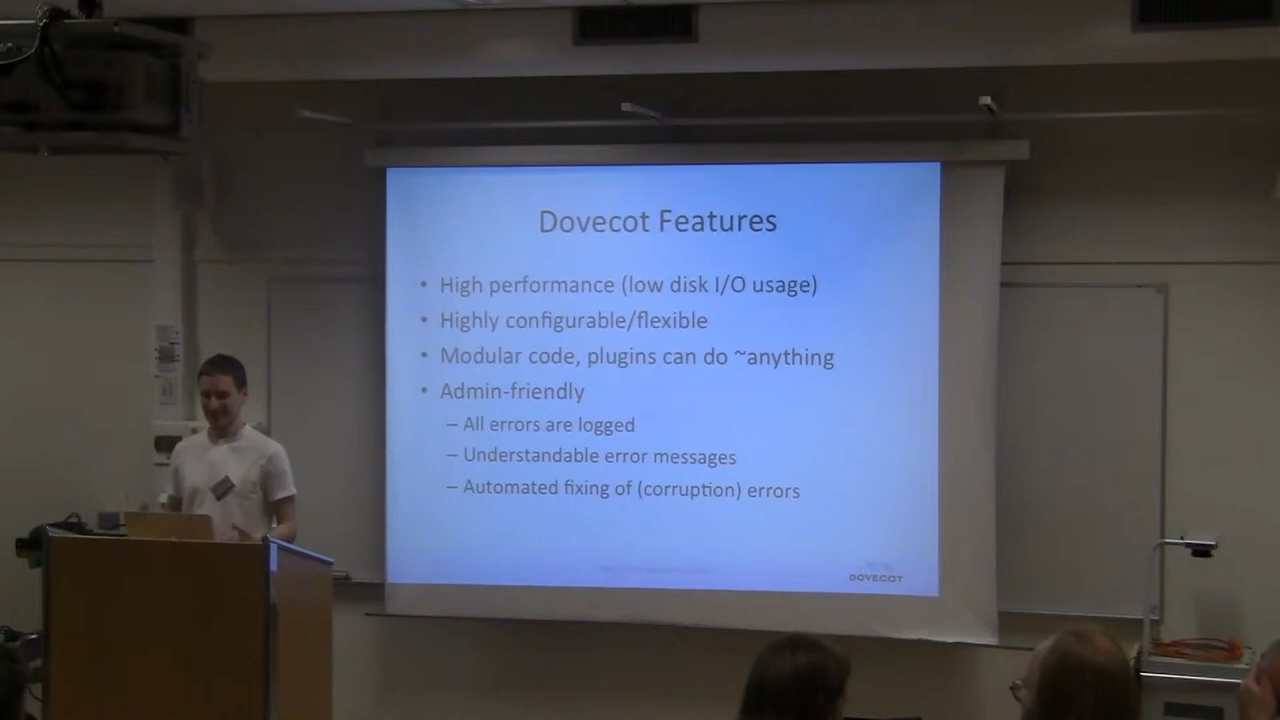 Dovecot Features
• High performance (low disk I/O usage)
• Highly configurable/flexible
• Modular code, plugins can do ~anything
• Admin-friendly
– All errors are logged
– Understandable error messages
– Automated fixing of (corruption) errors
DOVECOT